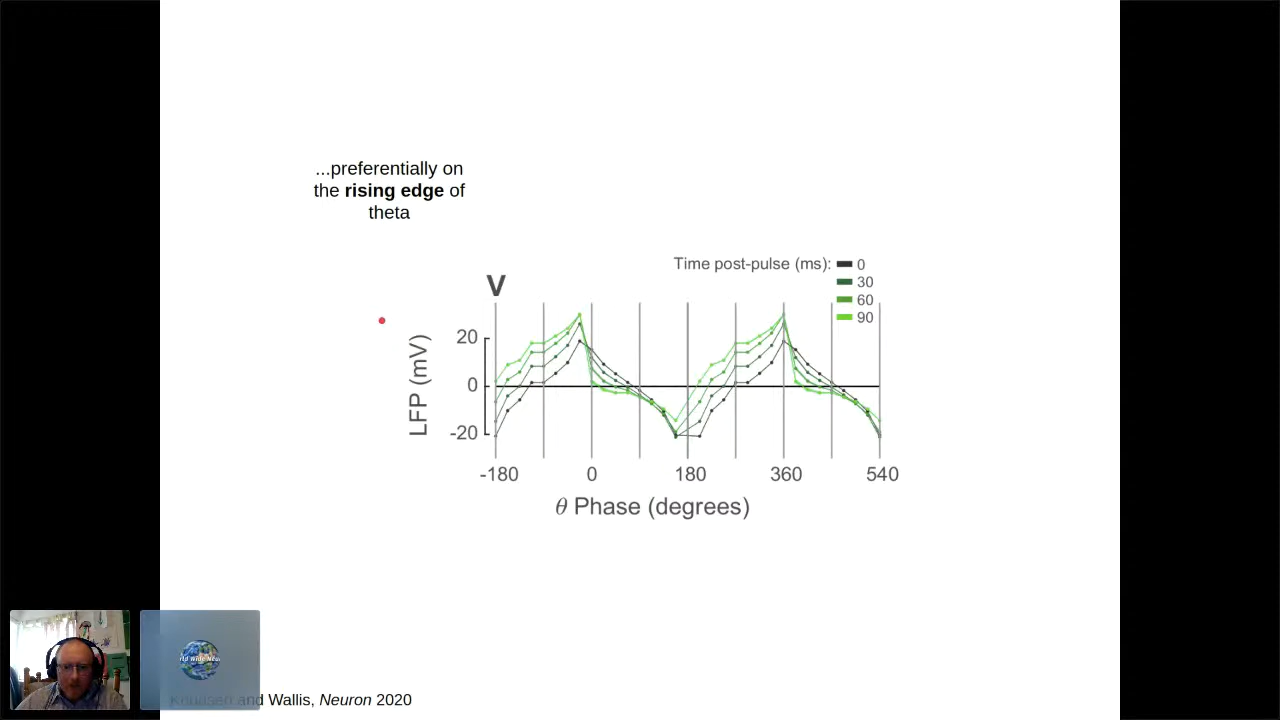 ...preferentially on
the rising edge of
theta
Time post-pulse (ms):
0
30
60
90
V
LFP (mV)
20
0
-20
-180
0
180
360
540
θ Phase (degrees)
Knudsen and Wallis, Neuron 2020